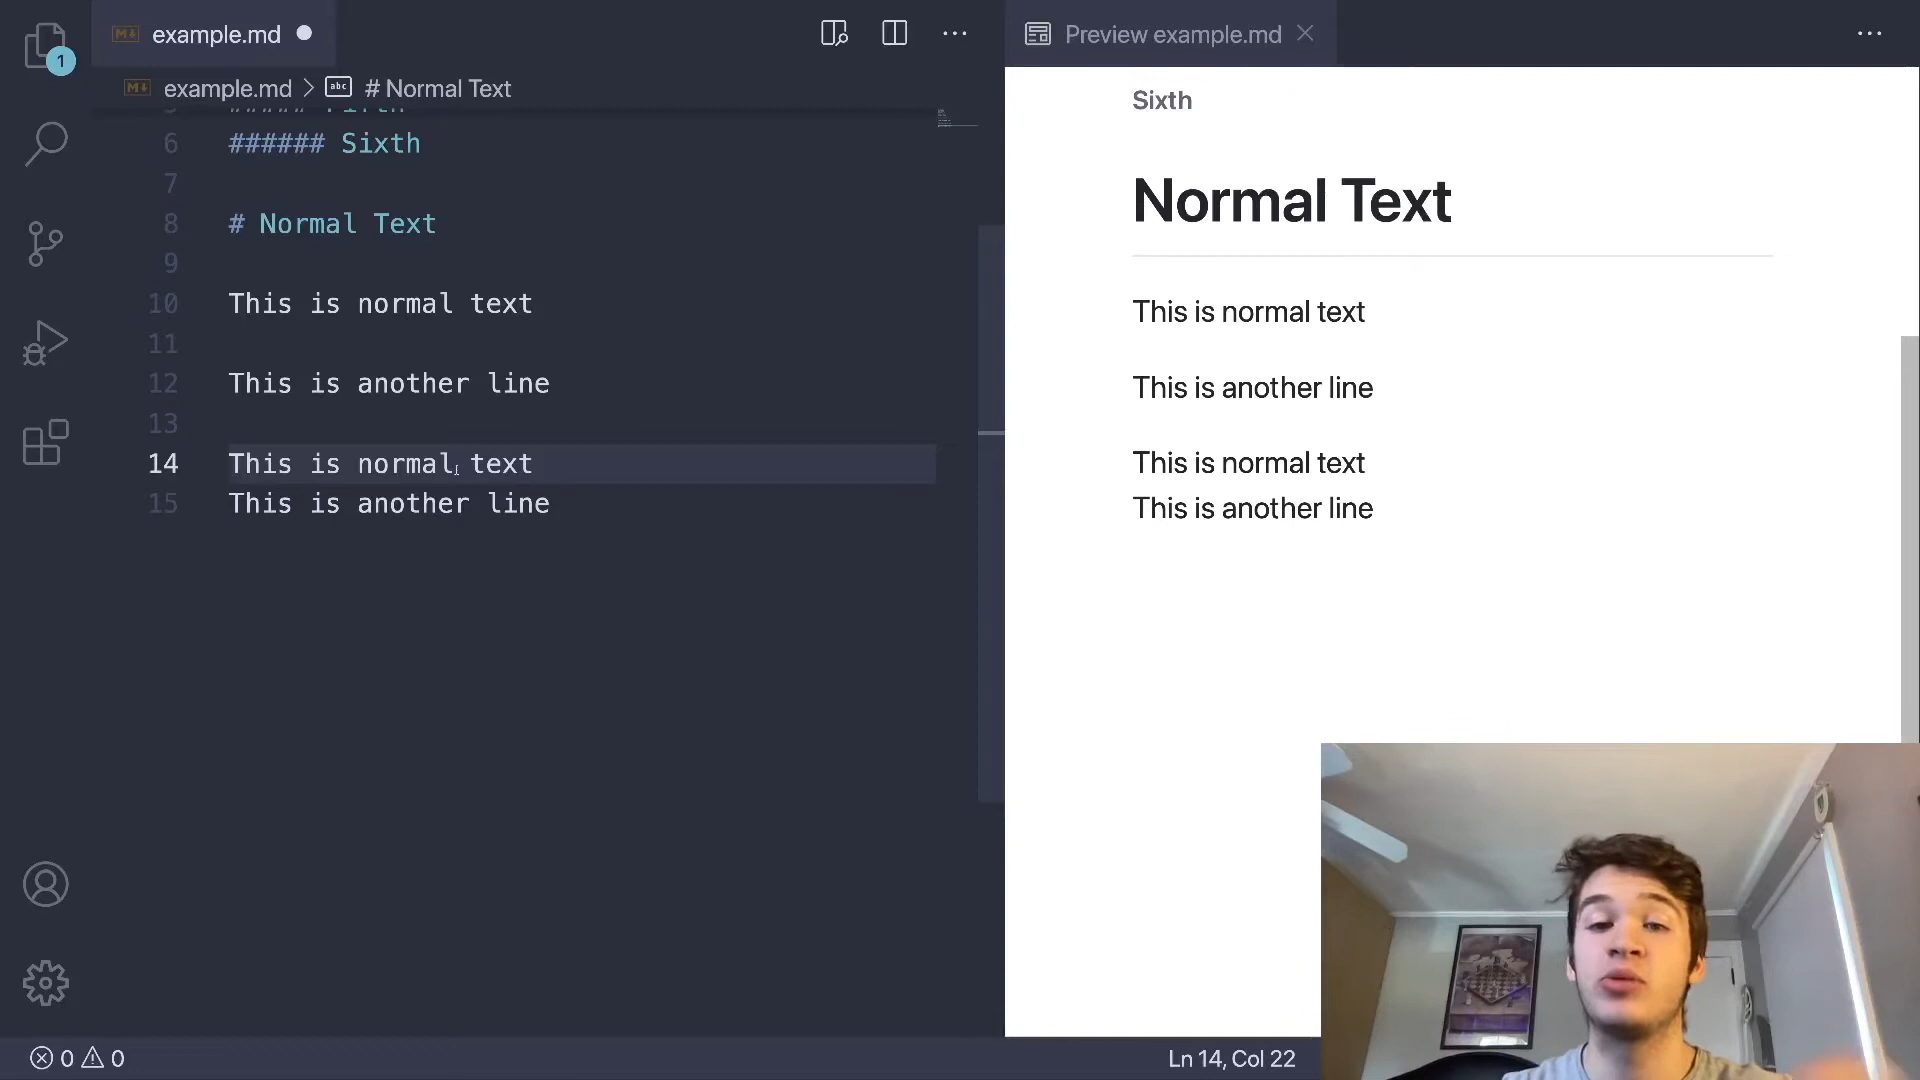 example.md
Preview example.md
1
example.md > # Normal Text
6 ###### Sixth
7
8 # Normal Text
9
10 This is normal text
11
12 This is another line
13
14 This is normal text
15 This is another line
Sixth
Normal Text
This is normal text
This is another line
This is normal text
This is another line
0 0
Ln 14, Col 22